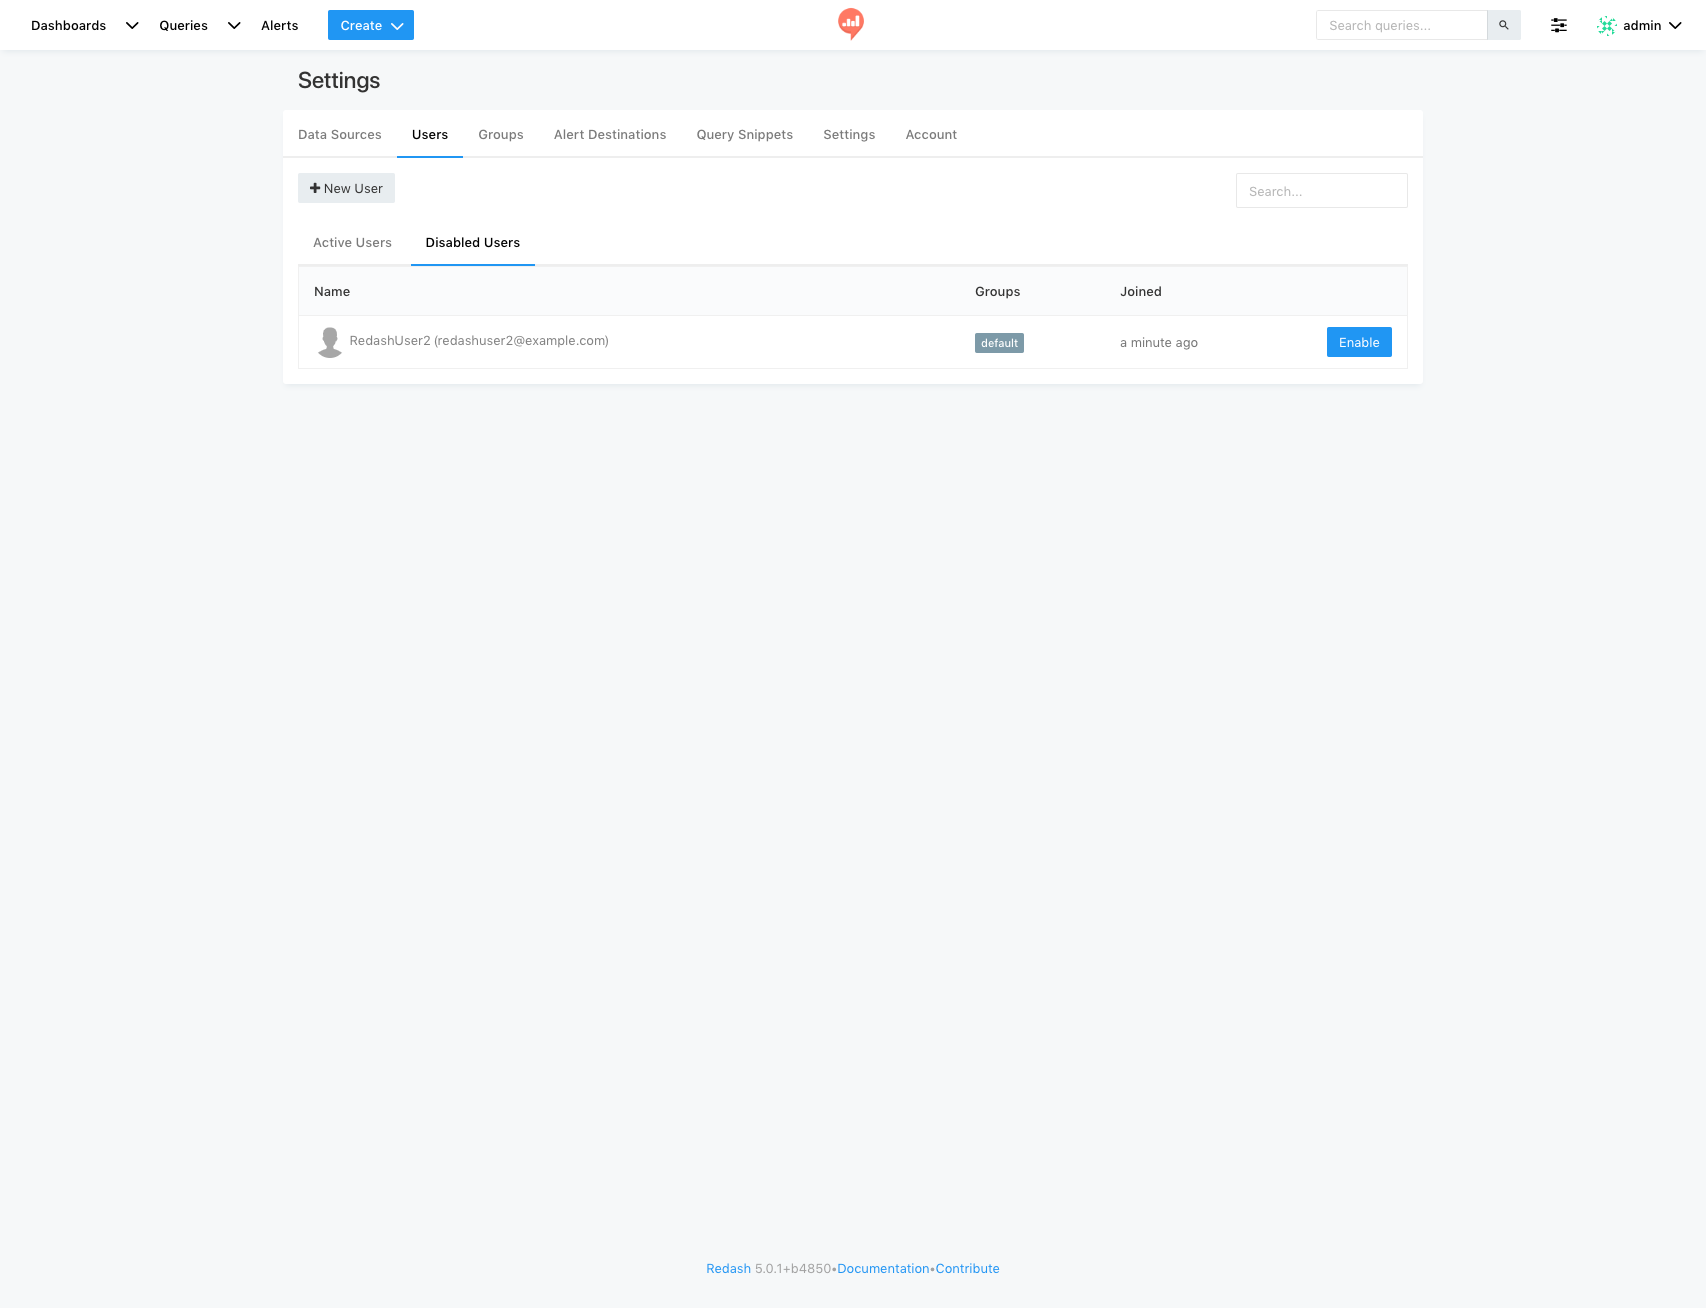 Dashboards Queries Alerts Create Search queries... admin
Settings
Data Sources Users Groups Alert Destinations Query Snippets Settings Account
New User Search...
Active Users Disabled Users
Name Groups Joined
RedashUser2 (redashuser2@example.com) default a minute ago Enable
Redash 5.0.1+b4850•Documentation•Contribute